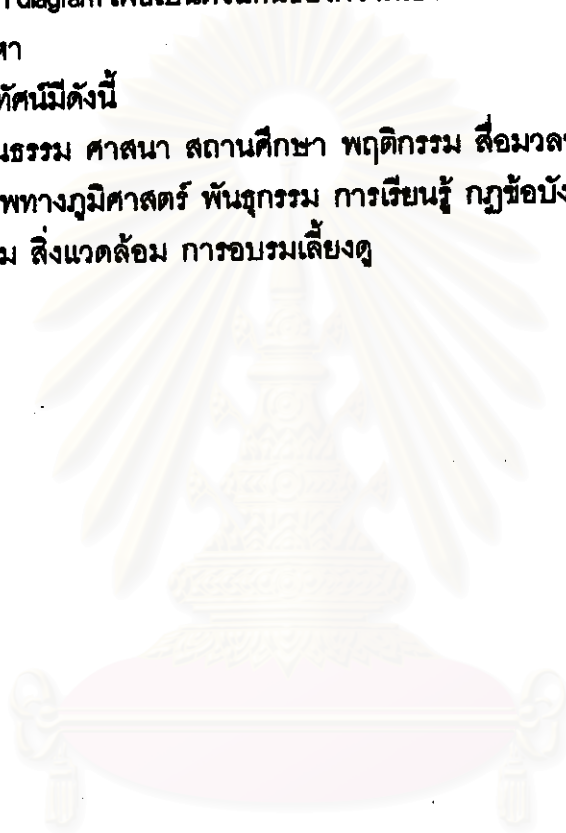 diagram
หา
ทัศน์มีดังนี้
นธรรม ศาสนา สถานศึกษา พฤติกรรม สื่อมวลช
พทางภูมิศาสตร์ พันธุกรรม การเรียนรู้ กฎข้อบัง
ม สิ่งแวดล้อม การอบรมเลี้ยงดู